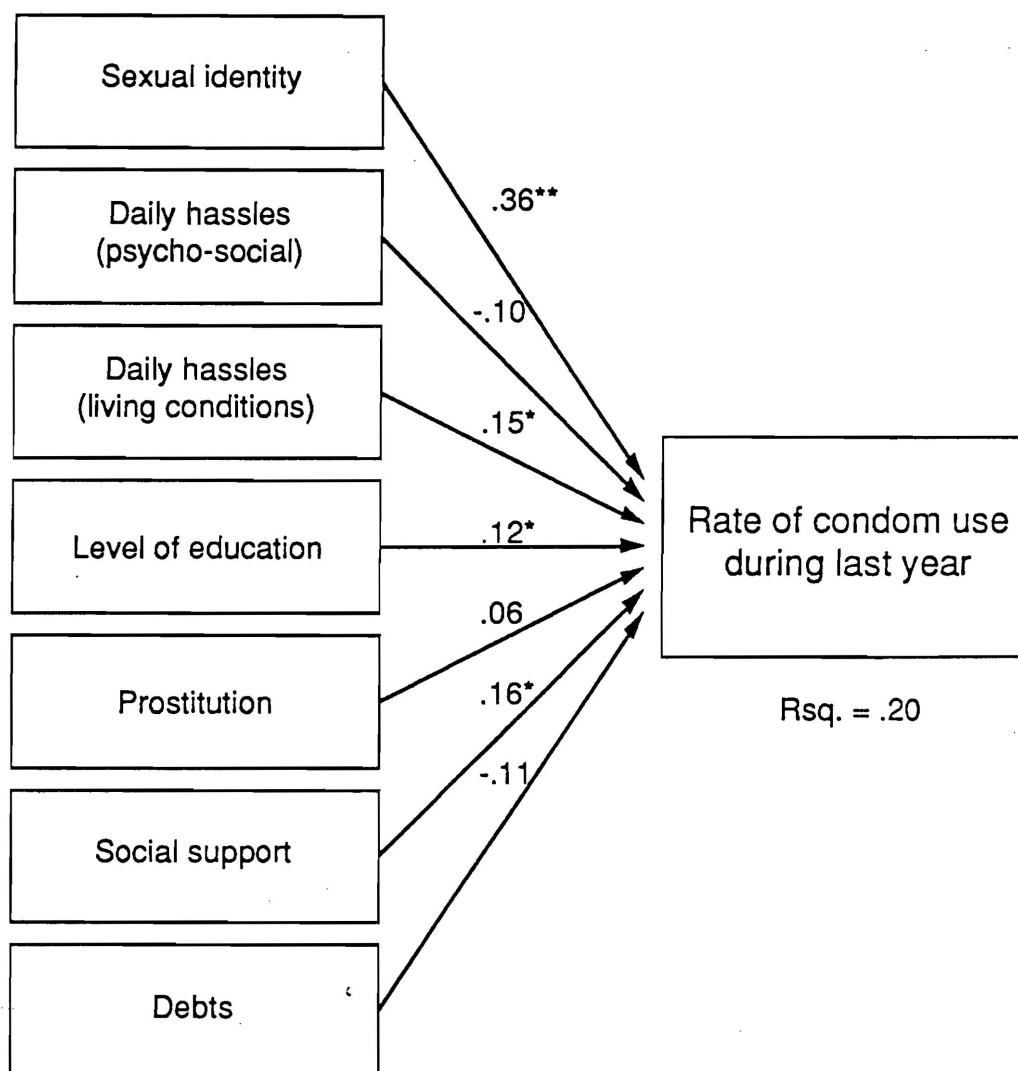 Sexual identity
Daily hassles
(psycho-social)
Daily hassles
(living conditions)
Level of education
Prostitution
Social support
Debts
.36**
-.10
.15*
.12*
.06
.16*
-.11
Rate of condom use
during last year
Rsq. = .20